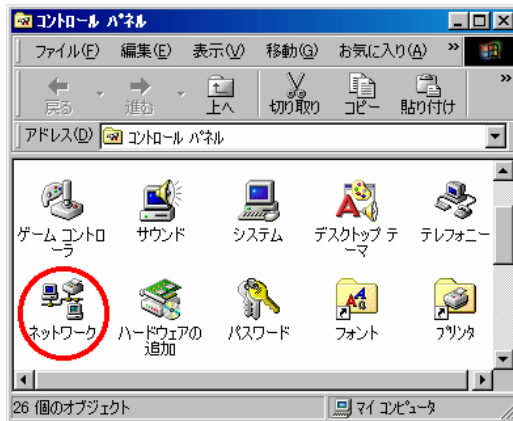 コントロール パネル
ファイル(F) 編集(E) 表示(V) 移動(G) お気に入り(A) »
戻る 進む 上へ 切り取り コピー 貼り付け »
アドレス(D) コントロール パネル
ゲーム コントロ
ーラ
サウンド
システム
デスクトップ テ
ーマ
テレフォニー
ネットワーク
ハードウェアの
追加
パスワード
フォント
プリンタ
26 個のオブジェクト マイ コンピュータ